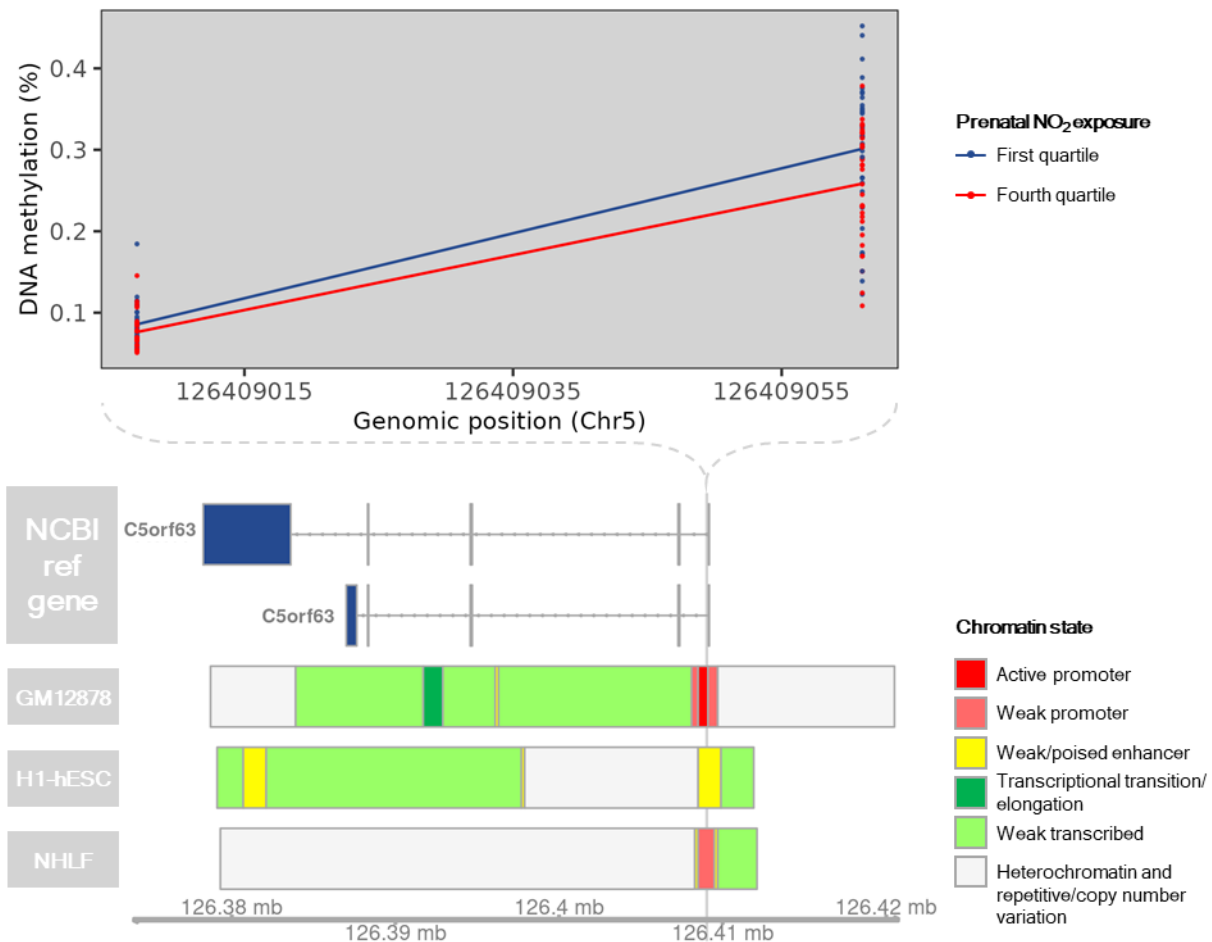 DNA methylation (%)
0.4
0.3
0.2
0.1
126409015
126409035
126409055
Genomic position (Chr5)
Prenatal NO₂ exposure
First quartile
Fourth quartile
NCBI
ref
gene
C5orf63
C5orf63
GM12878
H1-hESC
NHLF
126.38 mb
126.4 mb
126.42 mb
126.39 mb
126.41 mb
Chromatin state
Active promoter
Weak promoter
Weak/poised enhancer
Transcriptional transition/
elongation
Weak transcribed
Heterochromatin and
repetitive/copy number
variation